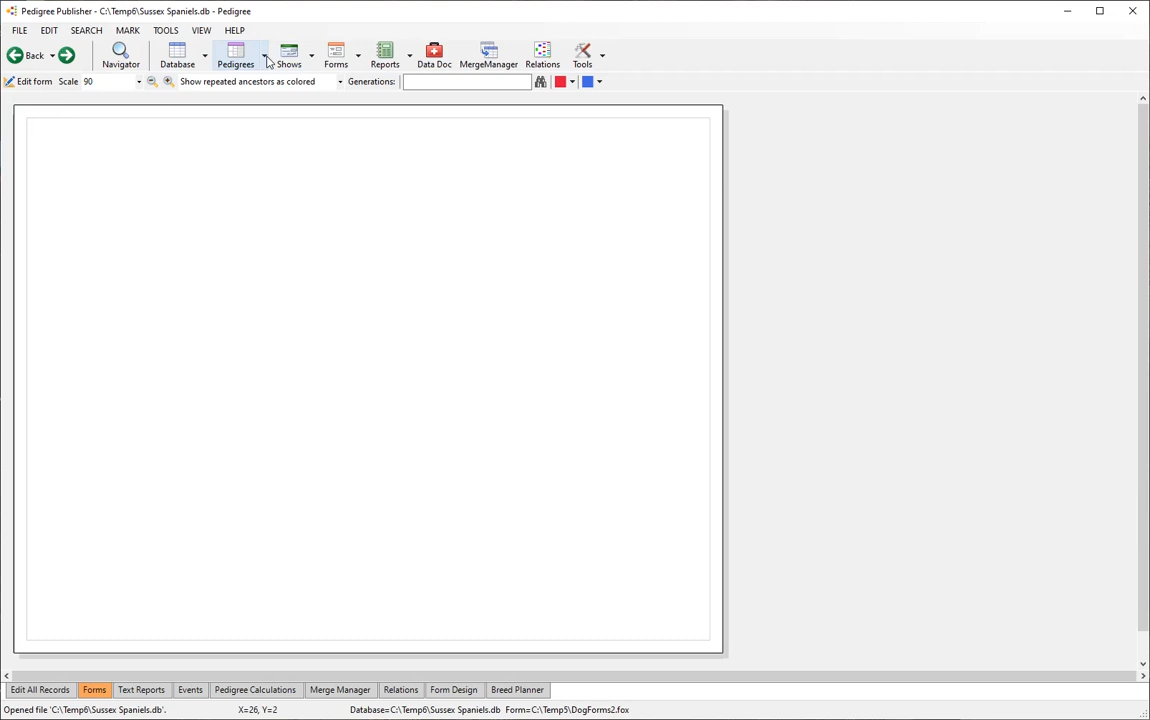 Pedigree Publisher - C:\Temp6\Sussex Spaniels.db - Pedigree
FILE EDIT SEARCH MARK TOOLS VIEW HELP
Back Navigator Database Pedigrees Shows Forms Reports Data Doc MergeManager Relations Tools
Edit form Scale 90 Show repeated ancestors as colored Generations:
Edit All Records Forms Text Reports Events Pedigree Calculations Merge Manager Relations Form Design Breed Planner
Opened file 'C:\Temp6\Sussex Spaniels.db'. X=26, Y=2 Database=C:\Temp6\Sussex Spaniels.db Form=C:\Temp5\DogForms2.fox